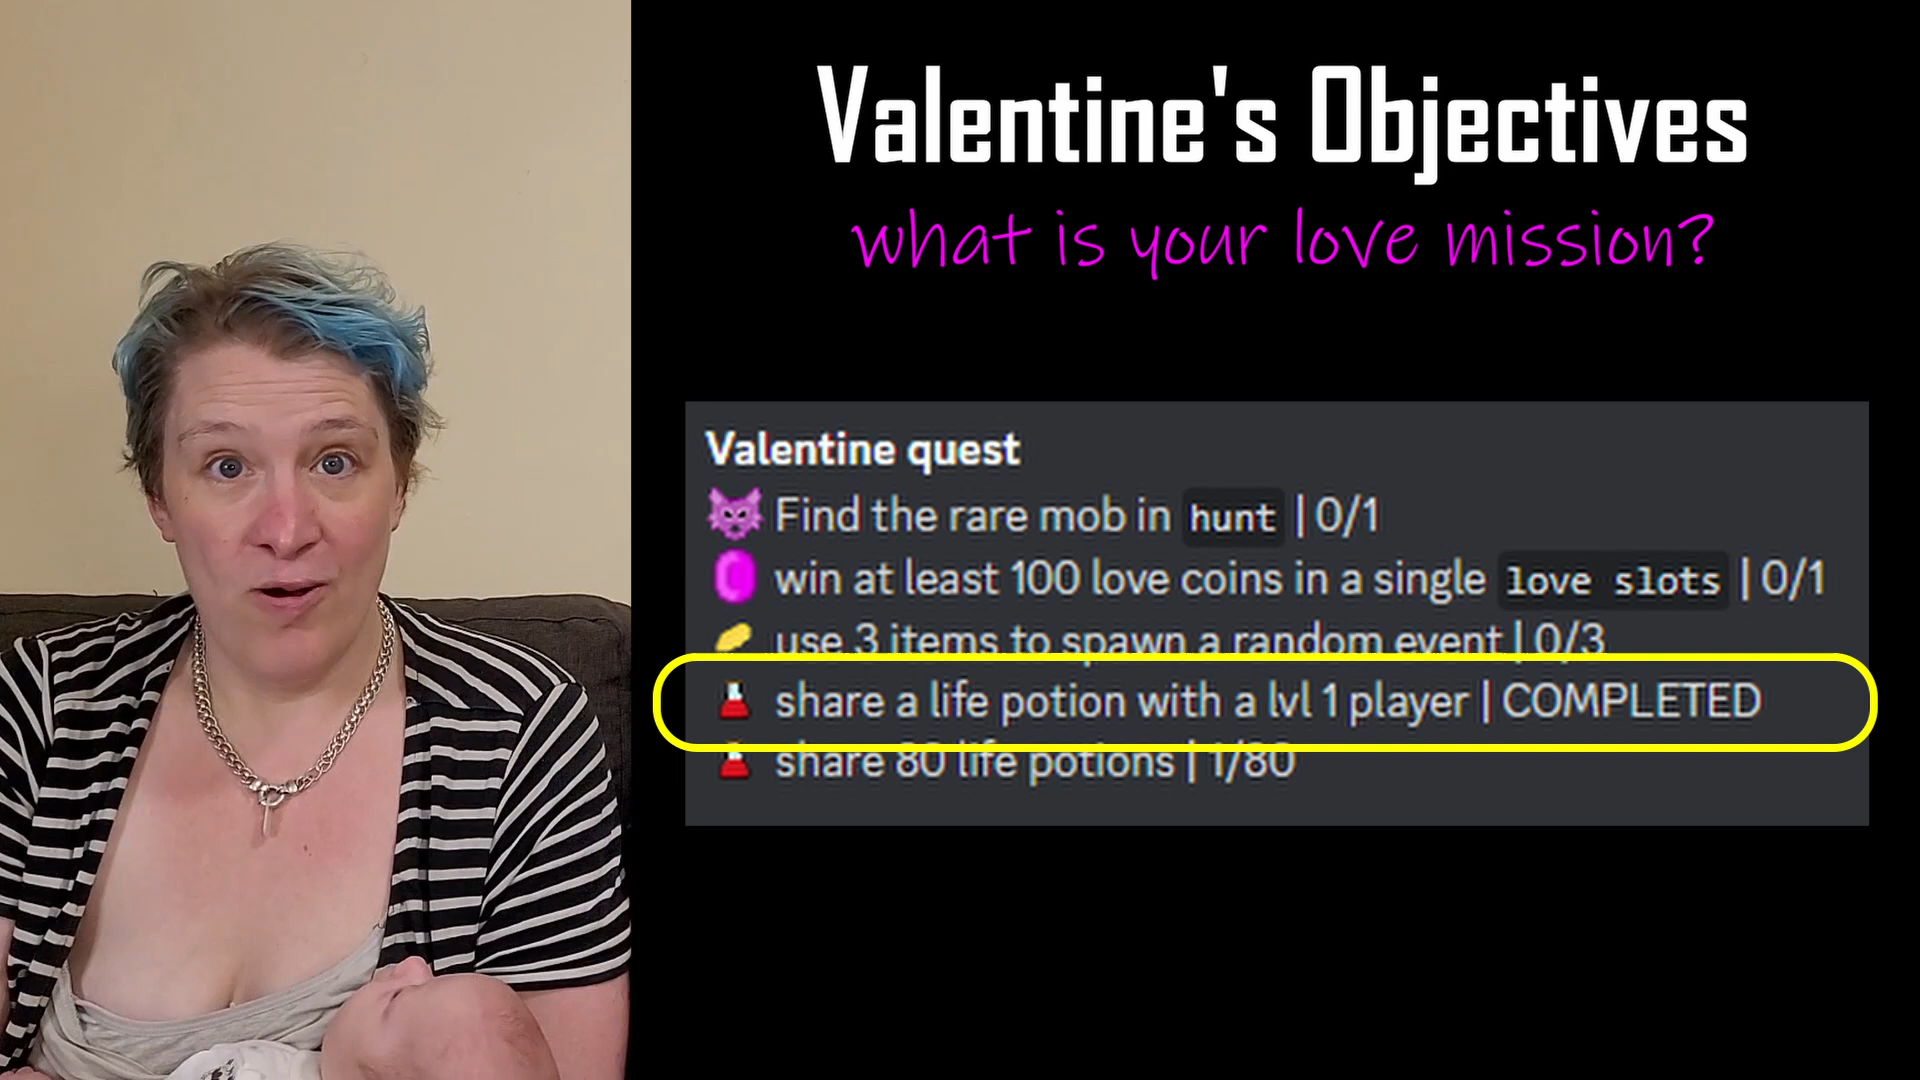 Valentine's Objectives
what is your love mission?
Valentine quest
Find the rare mob in hunt | 0/1
win at least 100 love coins in a single love slots | 0/1
use 3 items to spawn a random event | 0/3
share a life potion with a lvl 1 player | COMPLETED
share 80 life potions | 1/80